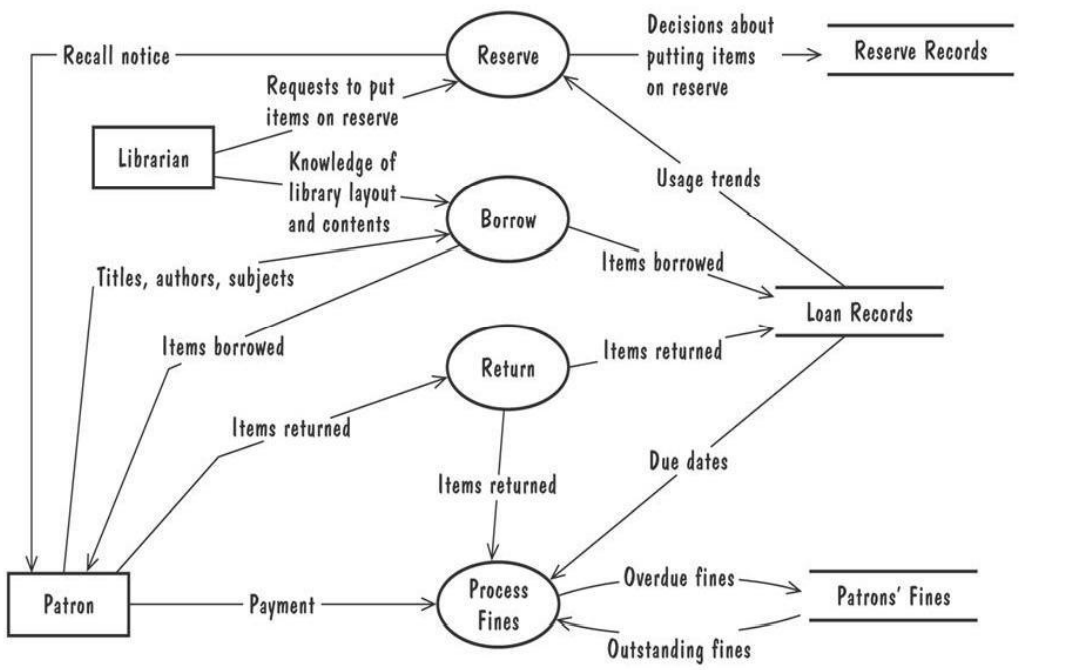 Recall notice
Reserve
Decisions about
putting items
on reserve
Reserve Records
Requests to put
items on reserve
Librarian
Knowledge of
library layout
and contents
Usage trends
Borrow
Titles, authors, subjects
Items borrowed
Loan Records
Items borrowed
Return
Items returned
Items returned
Due dates
Items returned
Patron
Payment
Process
Fines
Overdue fines
Patrons' Fines
Outstanding fines